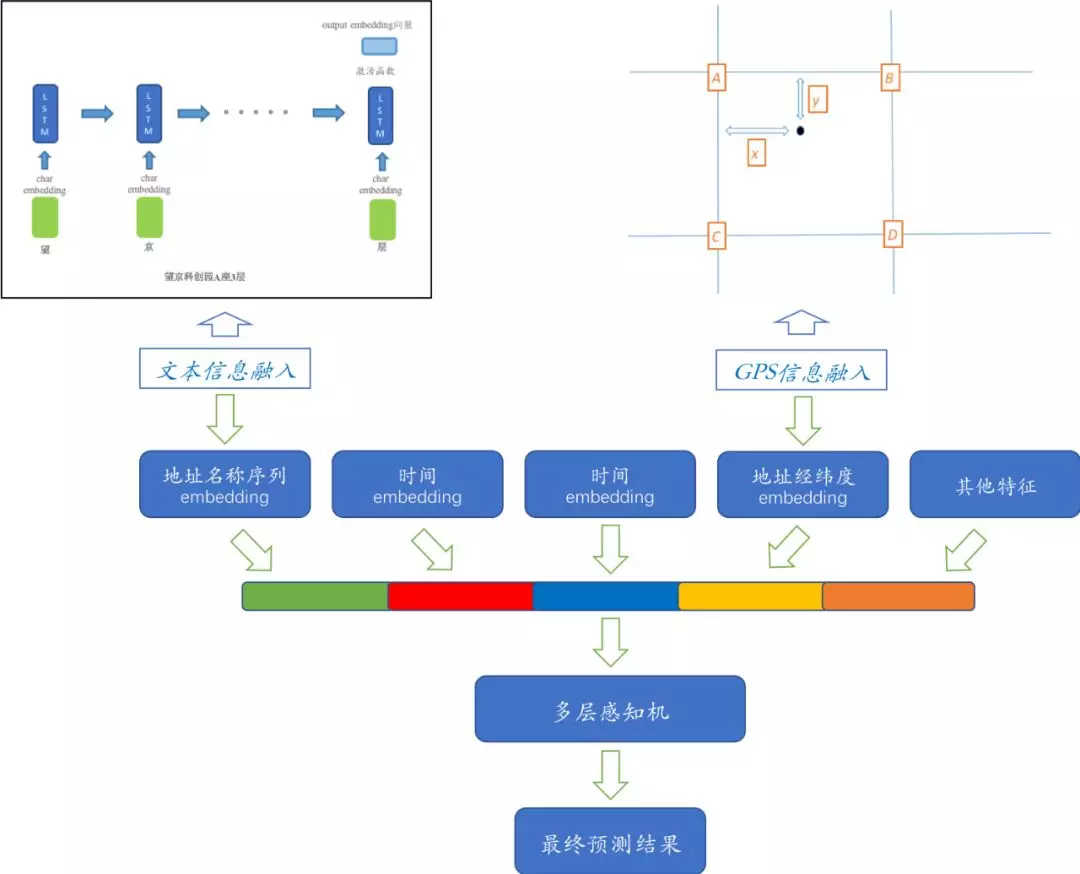 output embedding向量
激活函数
L
S
T
M
L
S
T
M
L
S
T
M
char
embedding
char
embedding
char
embedding
望
京
层
望京科创园A座3层
A
B
y
x
C
D
文本信息融入
GPS信息融入
地址名称序列
embedding
时间
embedding
时间
embedding
地址经纬度
embedding
其他特征
多层感知机
最终预测结果